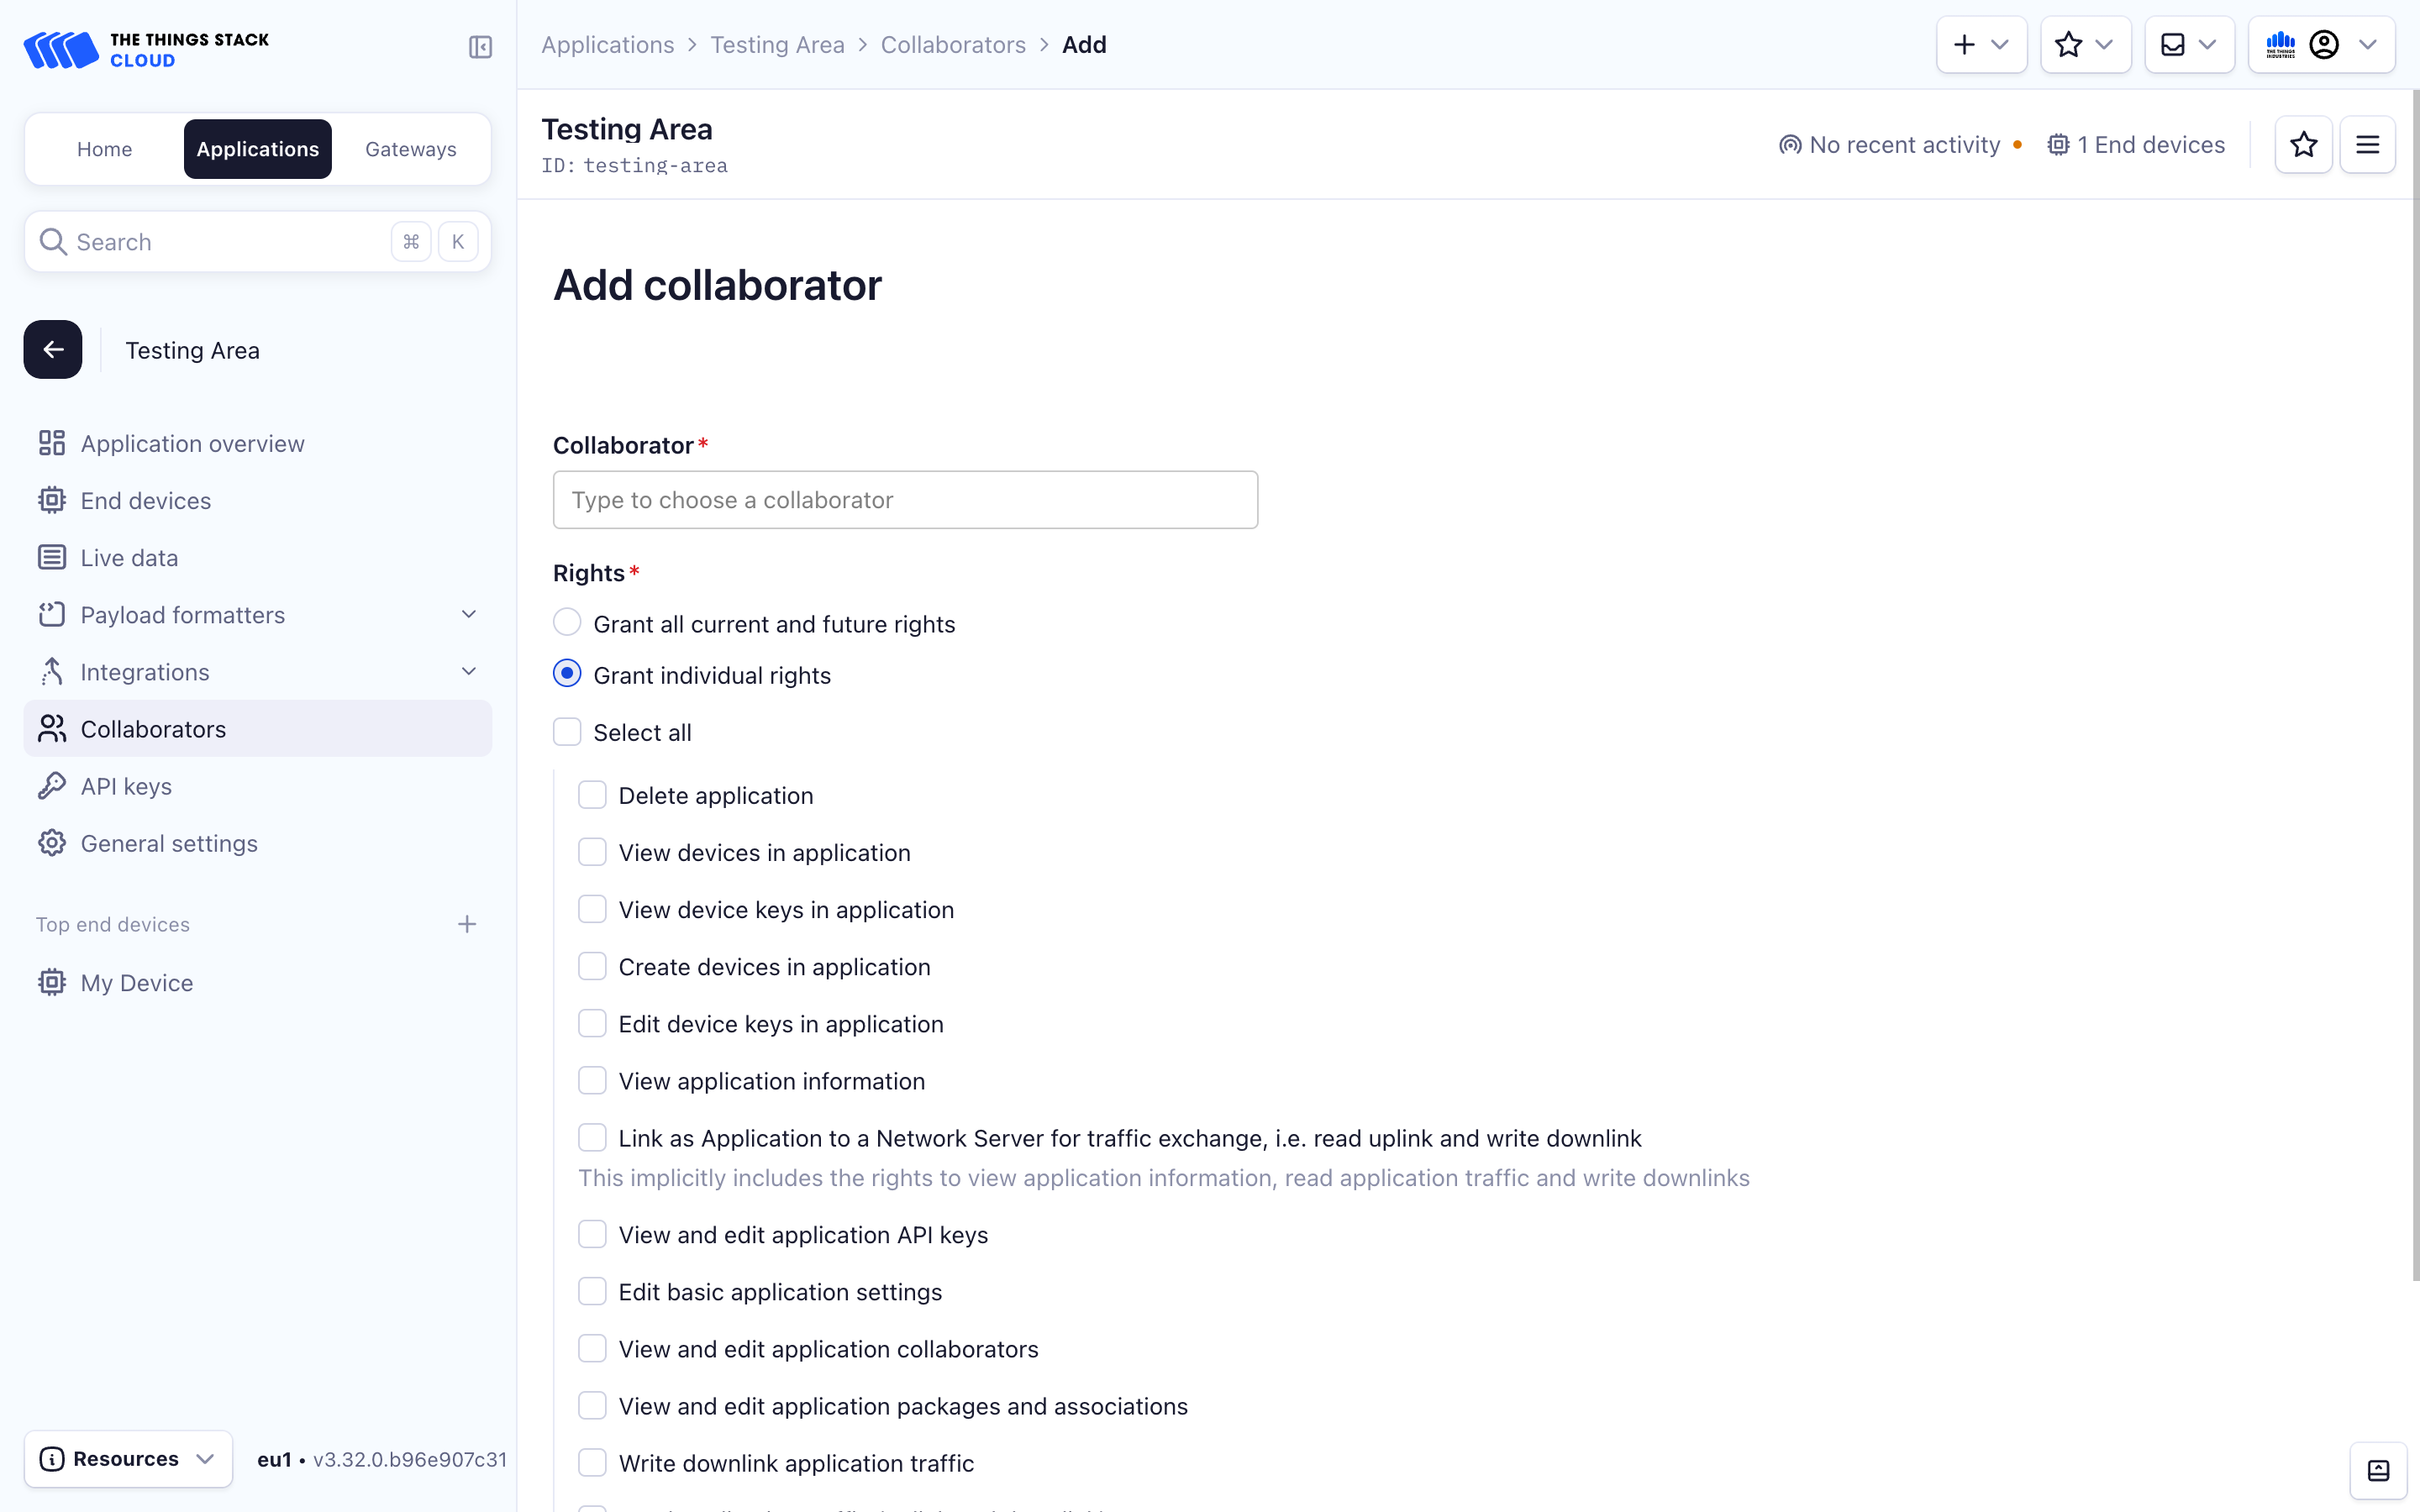 THE THINGS STACK
CLOUD
Home
Applications
Gateways
Search
⌘ K
Testing Area
Application overview
End devices
Live data
Payload formatters
Integrations
Collaborators
API keys
General settings
Top end devices
My Device
Resources
eu1 • v3.32.0.b96e907c31
Applications > Testing Area > Collaborators > Add
THE THINGS
INDUSTRIES
Testing Area
ID: testing-area
No recent activity
1 End devices
Add collaborator
Collaborator*
Type to choose a collaborator
Rights*
Grant all current and future rights
Grant individual rights
Select all
Delete application
View devices in application
View device keys in application
Create devices in application
Edit device keys in application
View application information
Link as Application to a Network Server for traffic exchange, i.e. read uplink and write downlink
This implicitly includes the rights to view application information, read application traffic and write downlinks
View and edit application API keys
Edit basic application settings
View and edit application collaborators
View and edit application packages and associations
Write downlink application traffic